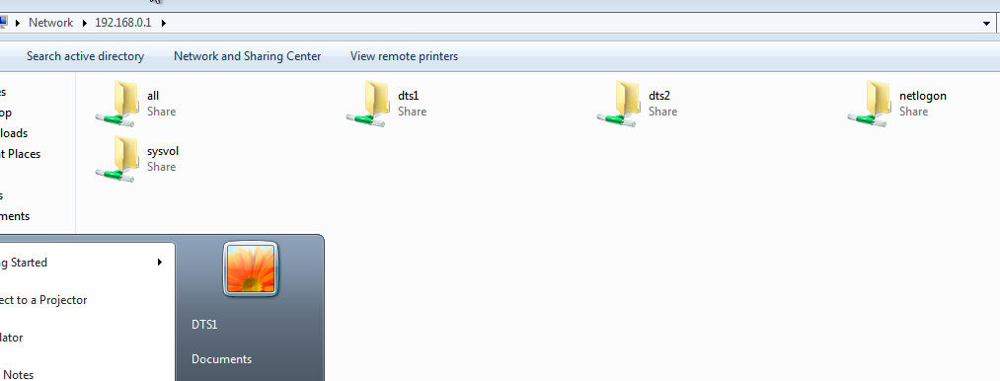 Network 192.168.0.1
Search active directory Network and Sharing Center View remote printers
all
Share
dts1
Share
dts2
Share
netlogon
Share
sysvol
Share
es
op
loads
t Places
s
ments
g Started
ect to a Projector
lator
Notes
DTS1
Documents